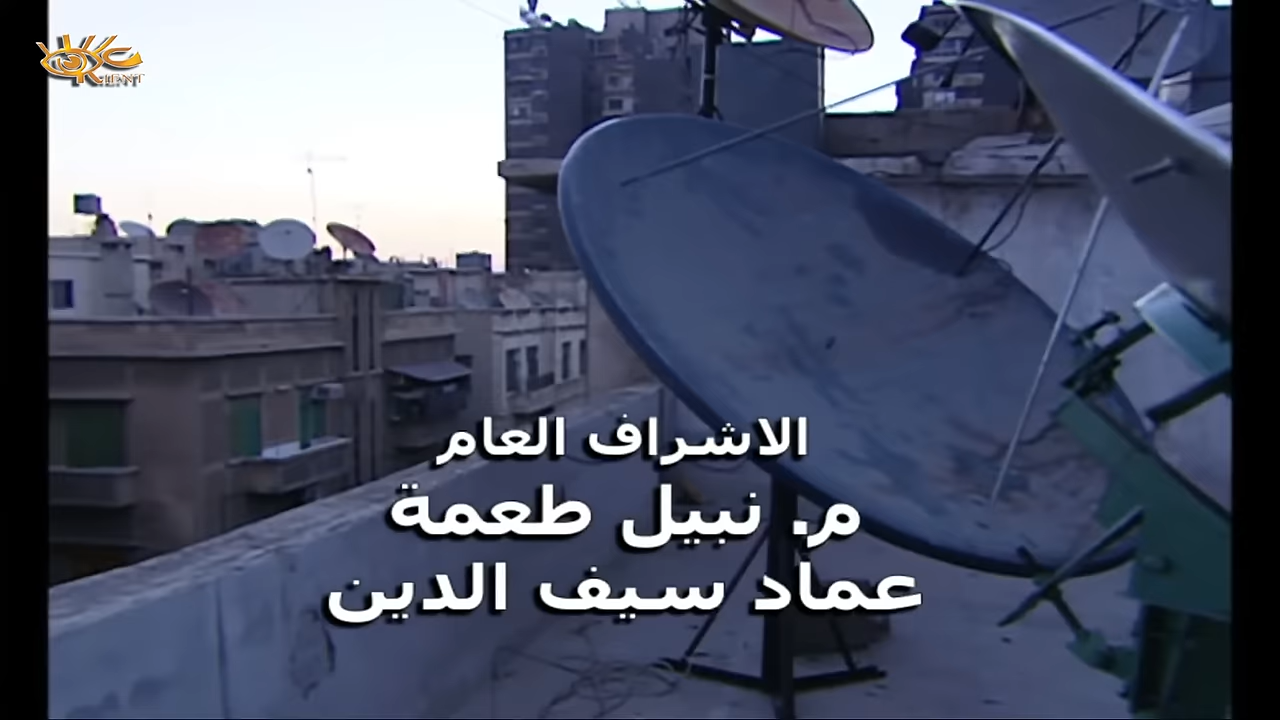 الاشراف العام
م. نبيل طعمة
عماد سيف الدين